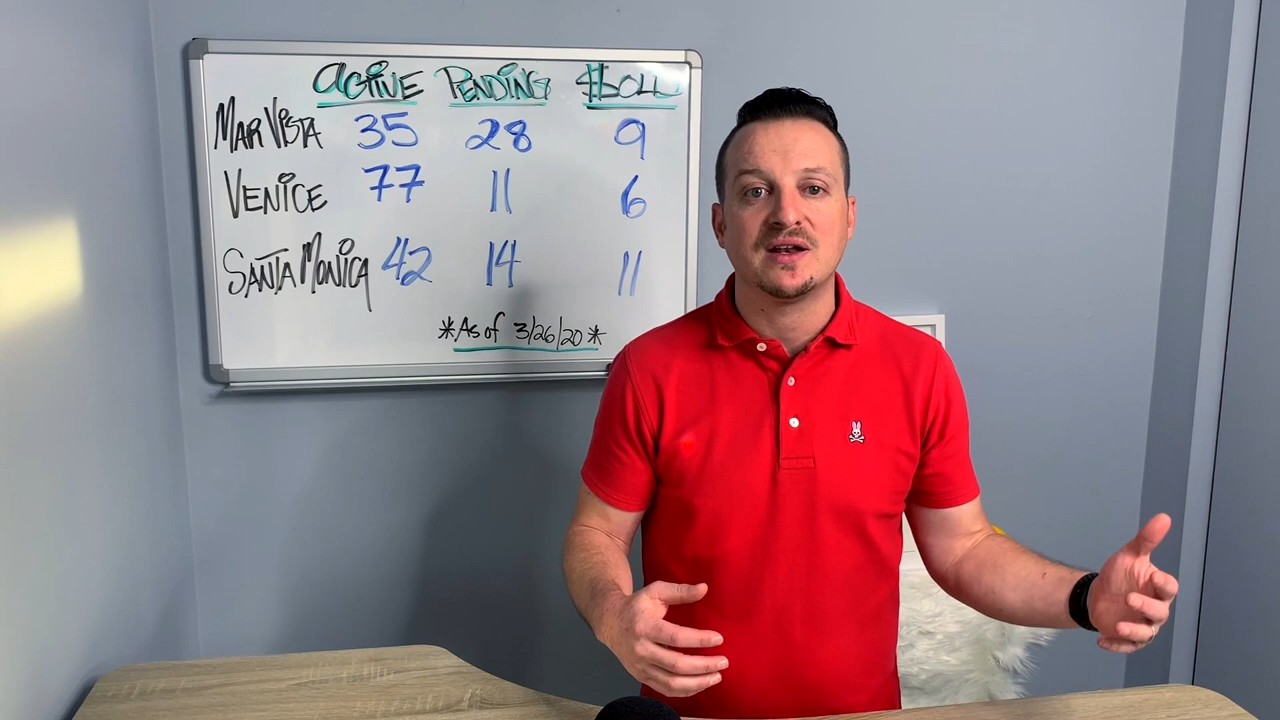 ACTIVE PENDING $OLD
MAR VISTA 35 28 9
VENICE 77 11 6
SANTA MONICA 42 14 11
*As of 3/26/20*